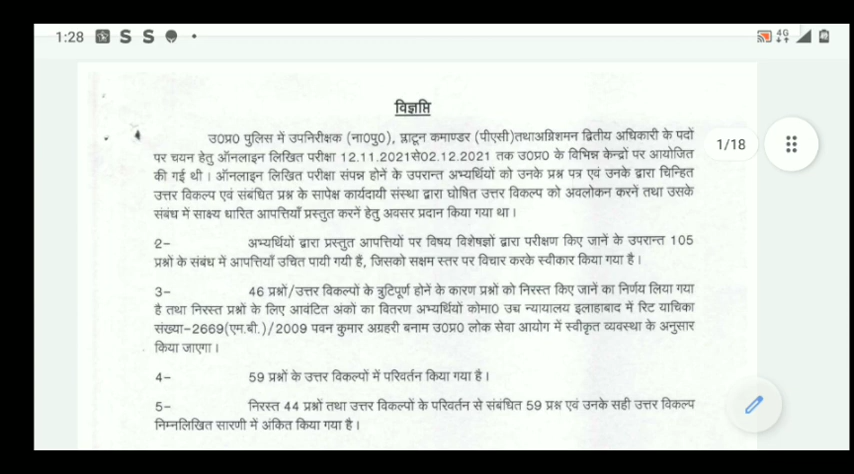 1:28 S S •
4G
विज्ञप्ति
1/18
उ0प्र0 पुलिस में उपनिरीक्षक (ना0पु0), प्लाटून कमाण्डर (पीएसी)तथाअग्निशमन द्वितीय अधिकारी के पदों
पर चयन हेतु ऑनलाइन लिखित परीक्षा 12.11.2021से02.12.2021 तक उ0प्र0 के विभिन्न केन्द्रों पर आयोजित
की गई थी। ऑनलाइन लिखित परीक्षा संपन्न होनें के उपरान्त अभ्यर्थियों को उनके प्रश्न पत्र एवं उनके द्वारा चिन्हित
उत्तर विकल्प एवं संबंधित प्रश्न के सापेक्ष कार्यदायी संस्था द्वारा घोषित उत्तर विकल्प को अवलोकन करनें तथा उसके
संबंध में साक्ष्य धारित आपत्तियाँ प्रस्तुत करनें हेतु अवसर प्रदान किया गया था।
2- अभ्यर्थियों द्वारा प्रस्तुत आपत्तियों पर विषय विशेषज्ञों द्वारा परीक्षण किए जानें के उपरान्त 105
प्रश्नों के संबंध में आपत्तियाँ उचित पायी गयी हैं, जिसको सक्षम स्तर पर विचार करके स्वीकार किया गया है।
3- 46 प्रश्नों/उत्तर विकल्पों के त्रुटिपूर्ण होनें के कारण प्रश्नों को निरस्त किए जानें का निर्णय लिया गया
है तथा निरस्त प्रश्नों के लिए आवंटित अंकों का वितरण अभ्यर्थियों कोमा0 उच्च न्यायालय इलाहाबाद में रिट याचिका
संख्या-2669(एम.बी.)/2009 पवन कुमार अग्रहरी बनाम उ0प्र0 लोक सेवा आयोग में स्वीकृत व्यवस्था के अनुसार
किया जाएगा।
4- 59 प्रश्नों के उत्तर विकल्पों में परिवर्तन किया गया है।
5- निरस्त 44 प्रश्नों तथा उत्तर विकल्पों के परिवर्तन से संबंधित 59 प्रश्न एवं उनके सही उत्तर विकल्प
निम्नलिखित सारणी में अंकित किया गया है।